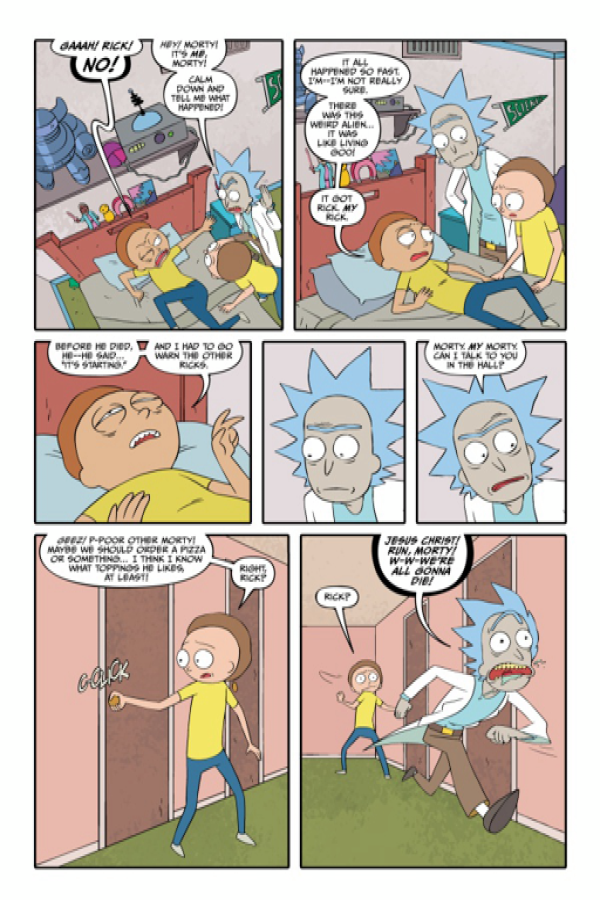 GAAAH! RICK!
NO!
HEY! MORTY!
IT'S ME,
MORTY!
CALM
DOWN AND
TELL ME WHAT
HAPPENED!
IT ALL
HAPPENED SO FAST.
I'M--I'M NOT REALLY
SURE.
THERE
WAS THIS
WEIRD ALIEN...
IT WAS
LIKE LIVING
GOO!
IT GOT
RICK. MY
RICK.
BEFORE HE DIED,
HE--HE SAID...
"IT'S STARTING."
AND I HAD TO GO
WARN THE OTHER
RICKS.
MORTY. MY MORTY.
CAN I TALK TO YOU
IN THE HALL?
GEEZ! P-POOR OTHER MORTY!
MAYBE WE SHOULD ORDER A PIZZA
OR SOMETHING... I THINK I KNOW
WHAT TOPPINGS HE LIKES,
AT LEAST!
RIGHT,
RICK?
C-CLICK
RICK?
JESUS CHRIST!
RUN, MORTY!
W-W-WE'RE
ALL GONNA
DIE!